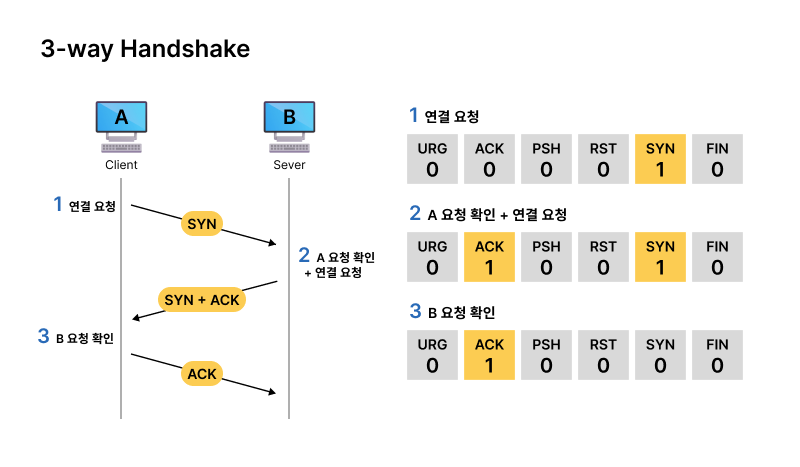 3-way Handshake
A
B
Client
Sever
1 연결 요청
SYN
2 A 요청 확인
+ 연결 요청
SYN + ACK
3 B 요청 확인
ACK
1 연결 요청
URG ACK PSH RST SYN FIN
0 0 0 0 1 0
2 A 요청 확인 + 연결 요청
URG ACK PSH RST SYN FIN
0 1 0 0 1 0
3 B 요청 확인
URG ACK PSH RST SYN FIN
0 1 0 0 0 0